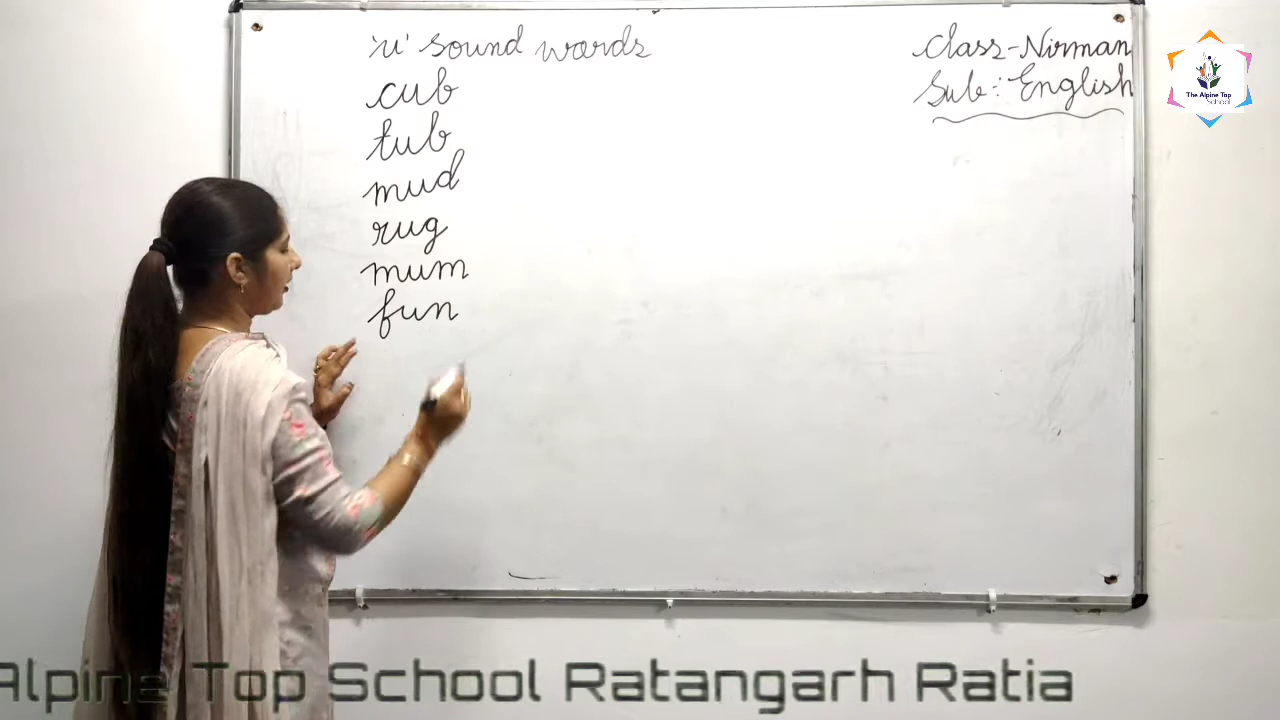 'u' sound words
cub
tub
mud
rug
mum
fun
Class-Nirman
Sub:- English
The Alpine Top
School
Alpine Top School Ratangarh Ratia